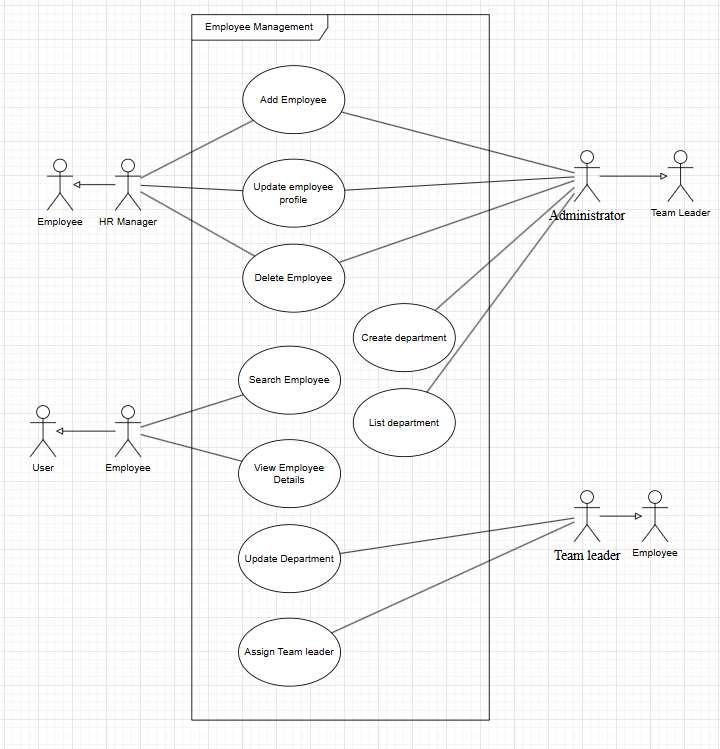 Employee Management
Add Employee
Employee
HR Manager
Update employee
profile
Administrator
Team Leader
Delete Employee
Create department
Search Employee
List department
User
Employee
View Employee
Details
Update Department
Team leader
Employee
Assign Team leader